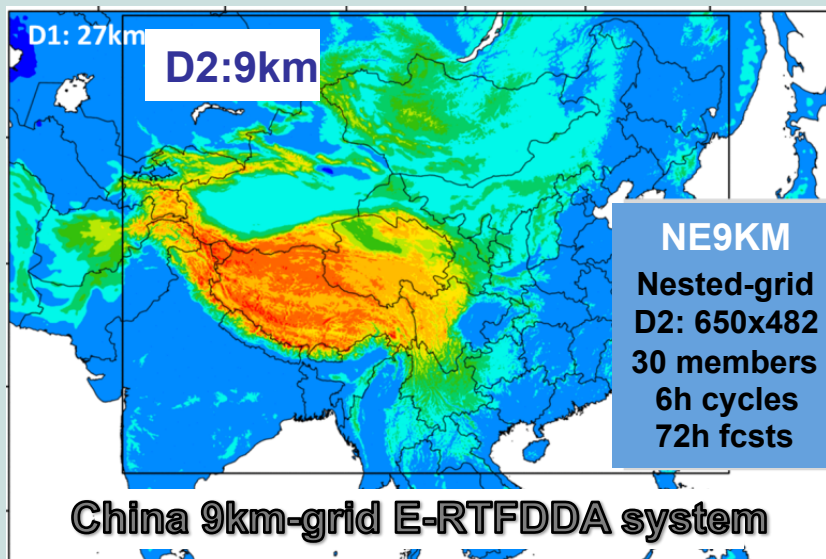 D1: 27km
D2:9km
NE9KM
Nested-grid
D2: 650x482
30 members
6h cycles
72h fcsts
China 9km-grid E-RTFDDA system